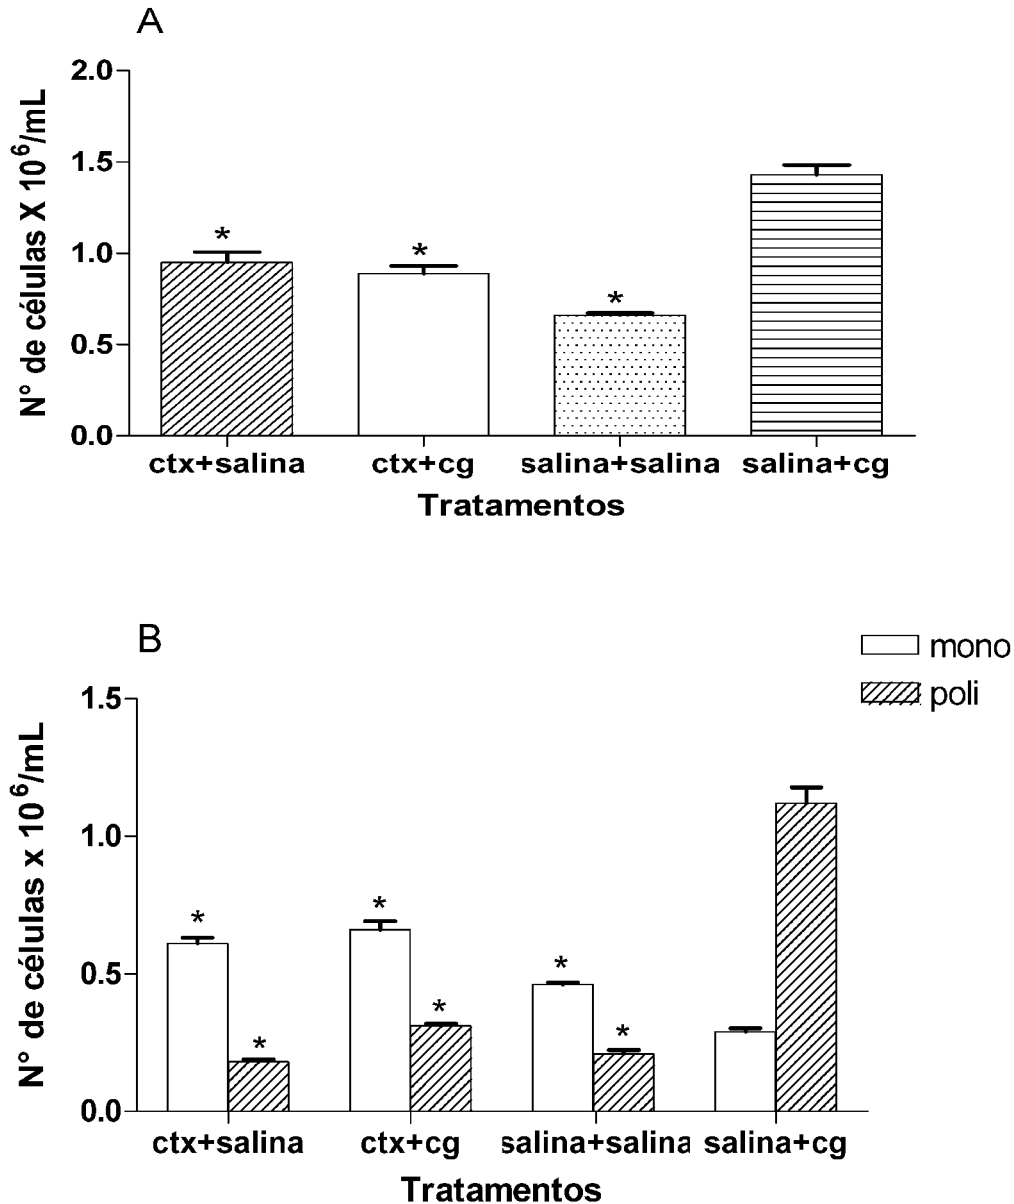 A
N° de células X 10⁶/mL
2.0
1.5
1.0
0.5
0.0
*
*
*
ctx+salina
ctx+cg
salina+salina
salina+cg
Tratamentos
B
mono
poli
N° de células x 10⁶/mL
1.5
1.0
0.5
0.0
*
*
*
*
*
*
ctx+salina
ctx+cg
salina+salina
salina+cg
Tratamentos